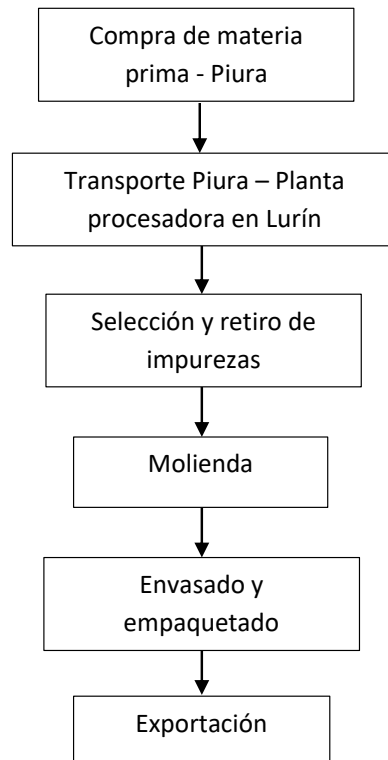 Compra de materia
prima - Piura
Transporte Piura – Planta
procesadora en Lurín
Selección y retiro de
impurezas
Molienda
Envasado y
empaquetado
Exportación